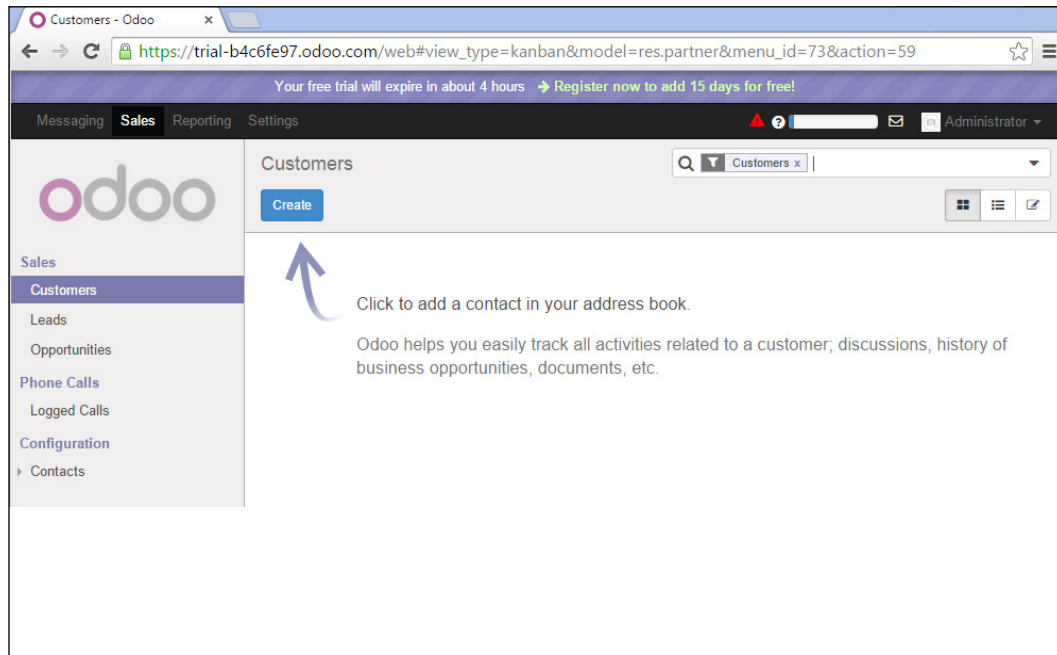 Customers - Odoo
https://trial-b4c6fe97.odoo.com/web#view_type=kanban&model=res.partner&menu_id=73&action=59
Your free trial will expire in about 4 hours Register now to add 15 days for free!
Messaging Sales Reporting Settings Administrator
odoo
Customers
Customers x
Create
Sales
Customers
Leads
Opportunities
Phone Calls
Logged Calls
Configuration
Contacts
Click to add a contact in your address book.
Odoo helps you easily track all activities related to a customer; discussions, history of
business opportunities, documents, etc.